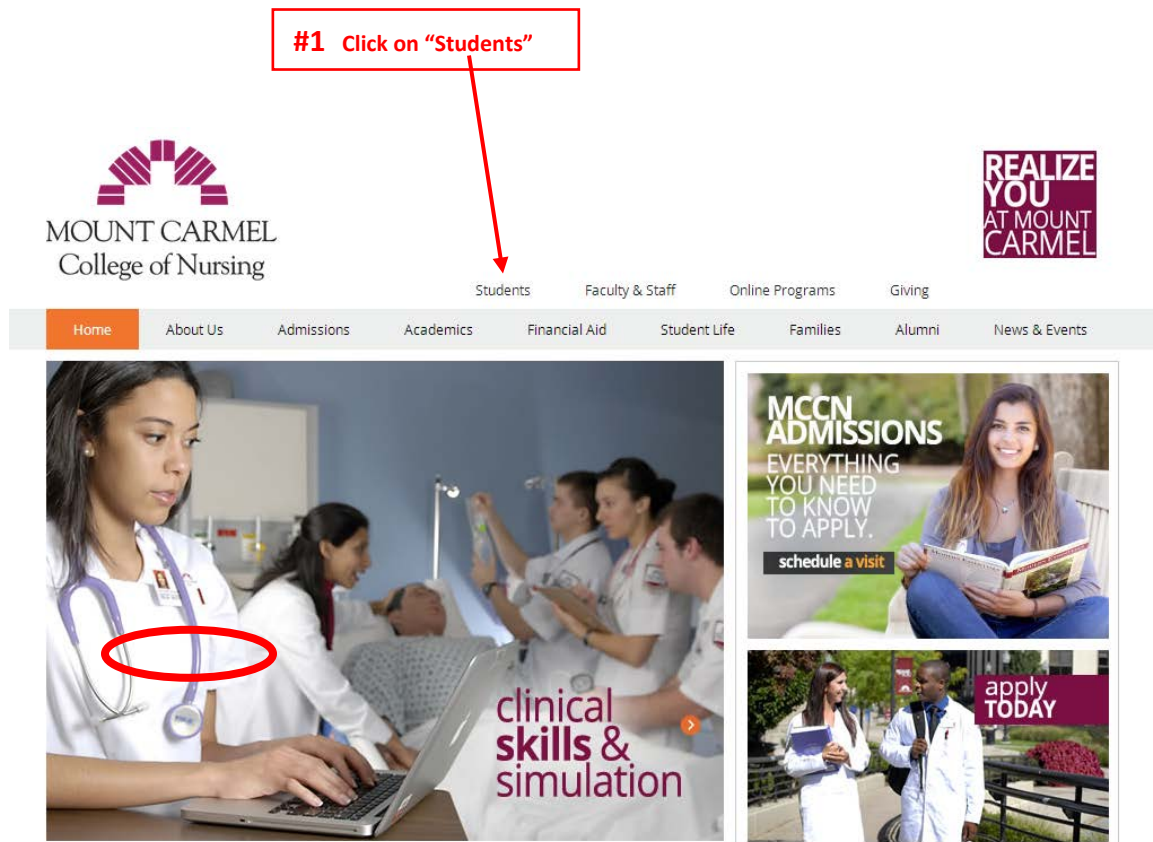 #1 Click on “Students”
MOUNT CARMEL
College of Nursing
REALIZE
YOU
AT MOUNT
CARMEL
Students Faculty & Staff Online Programs Giving
Home About Us Admissions Academics Financial Aid Student Life Families Alumni News & Events
clinical
skills &
simulation
MCCN
ADMISSIONS
EVERYTHING
YOU NEED
TO KNOW
TO APPLY.
schedule a visit
apply
TODAY